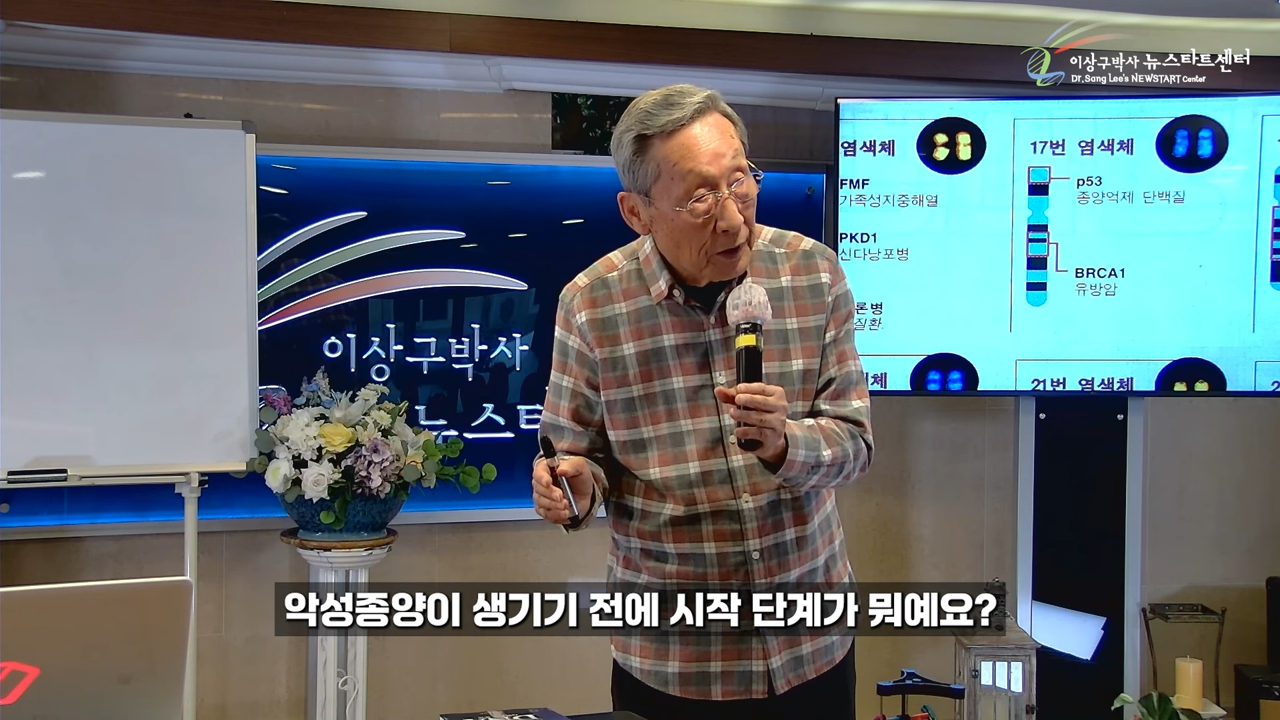 이상구박사 뉴스타트센터
Dr. Sang Lee's NEWSTART Center
염색체
FMF
가족성지중해열
PKD1
신다낭포병
론병
질환
17번 염색체
p53
종양억제 단백질
BRCA1
유방암
체
21번 염색체
이상구박사
뉴스타
악성종양이 생기기 전에 시작 단계가 뭐예요?